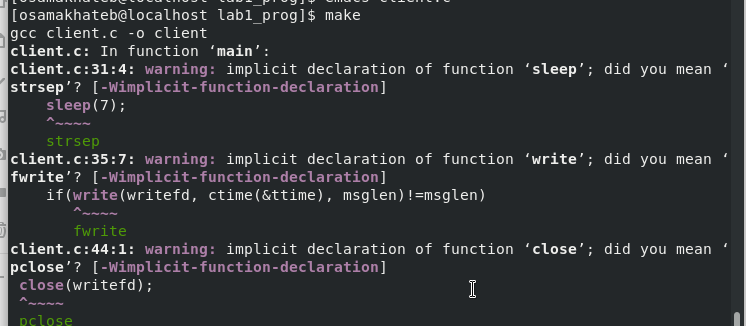 [osamakhateb@localhost lab1_prog]$ emacs client.c
[osamakhateb@localhost lab1_prog]$ make
gcc client.c -o client
client.c: In function ‘main’:
client.c:31:4: warning: implicit declaration of function ‘sleep’; did you mean ‘
strsep’? [-Wimplicit-function-declaration]
    sleep(7);
    ^~~~~
    strsep
client.c:35:7: warning: implicit declaration of function ‘write’; did you mean ‘
fwrite’? [-Wimplicit-function-declaration]
    if(write(writefd, ctime(&ttime), msglen)!=msglen)
       ^~~~~
       fwrite
client.c:44:1: warning: implicit declaration of function ‘close’; did you mean ‘
pclose’? [-Wimplicit-function-declaration]
 close(writefd);
 ^~~~~
 pclose